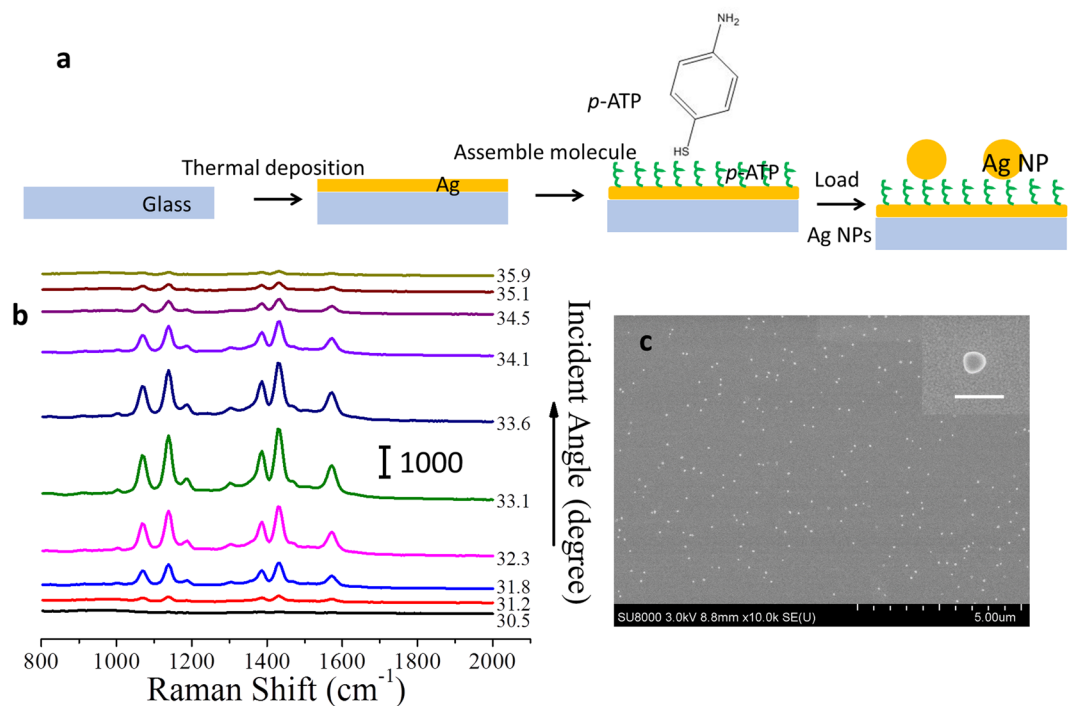 a
NH₂
p-ATP
HS
Thermal deposition
Assemble molecule
Glass
Ag
p-ATP
Load
Ag NPs
Ag NP
b
35.9
35.1
34.5
34.1
33.6
33.1
32.3
31.8
31.2
30.5
1000
Incident Angle (degree)
800 1000 1200 1400 1600 1800 2000
Raman Shift (cm⁻¹)
c
SU8000 3.0kV 8.8mm x10.0k SE(U)
5.00um